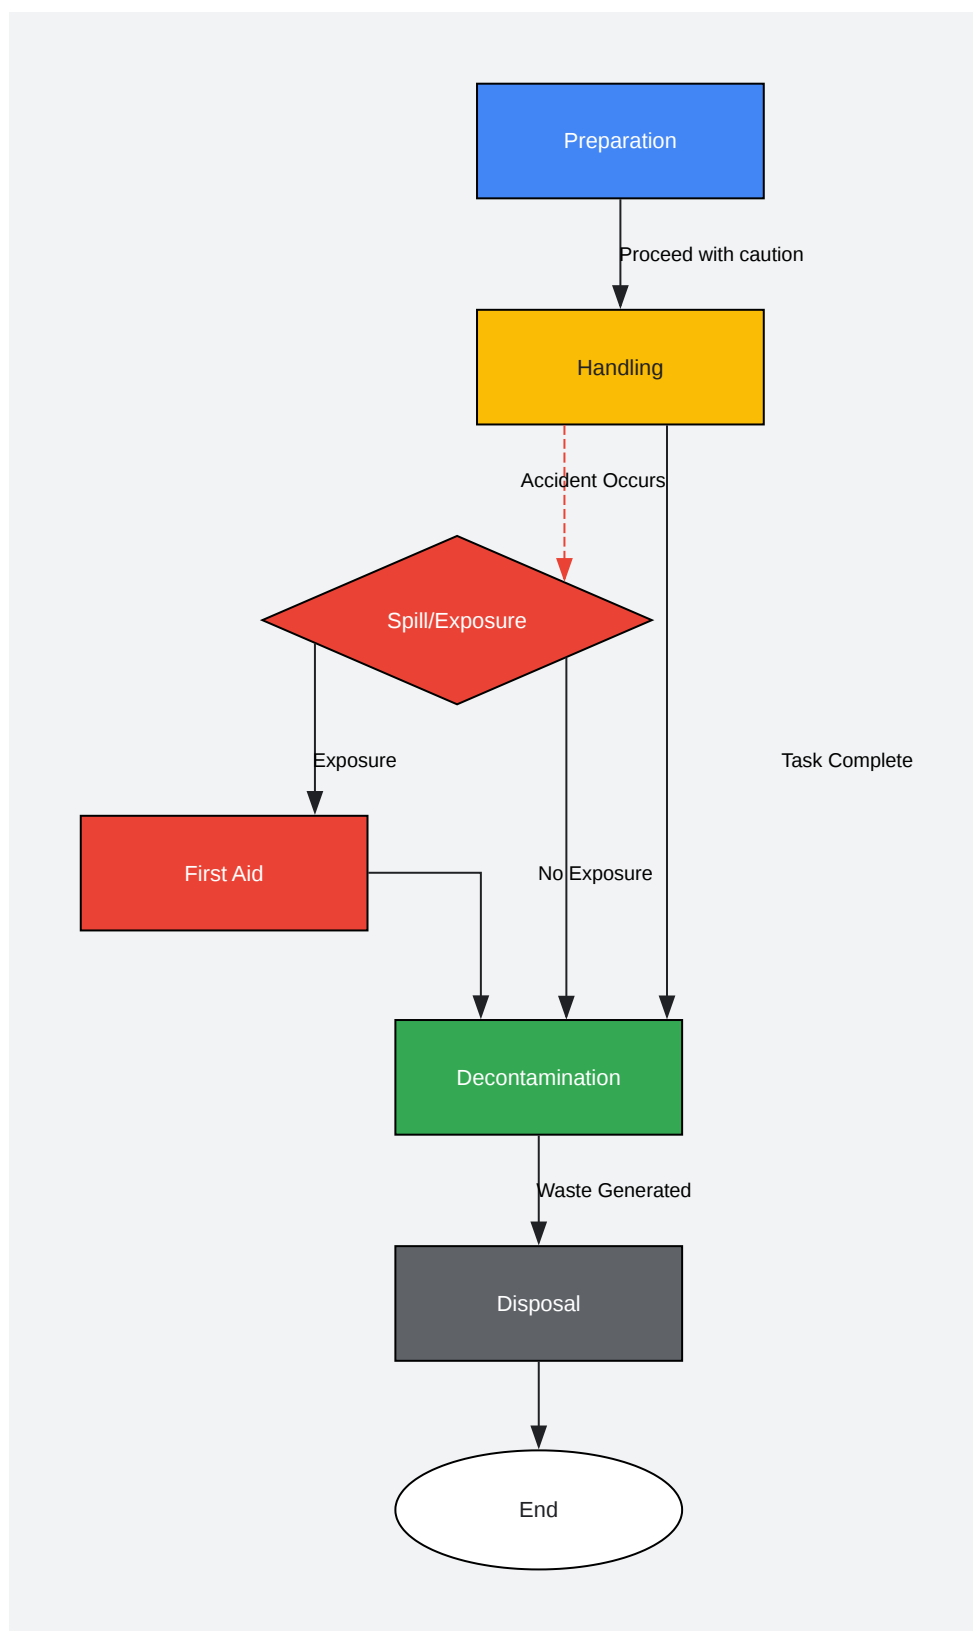 Preparation
Proceed with caution
Handling
Accident Occurs
Spill/Exposure
Exposure
Task Complete
First Aid
No Exposure
Decontamination
Waste Generated
Disposal
End